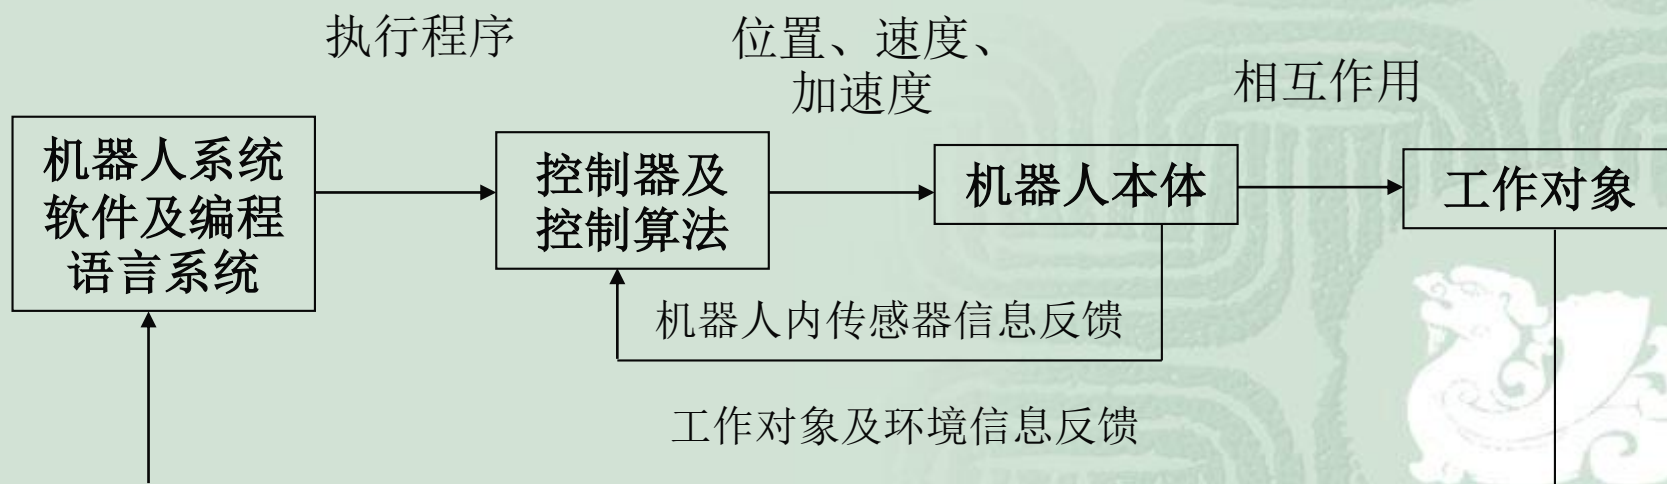 执行程序
位置、速度、
加速度
相互作用
机器人系统
软件及编程
语言系统
控制器及
控制算法
机器人本体
工作对象
机器人内传感器信息反馈
工作对象及环境信息反馈